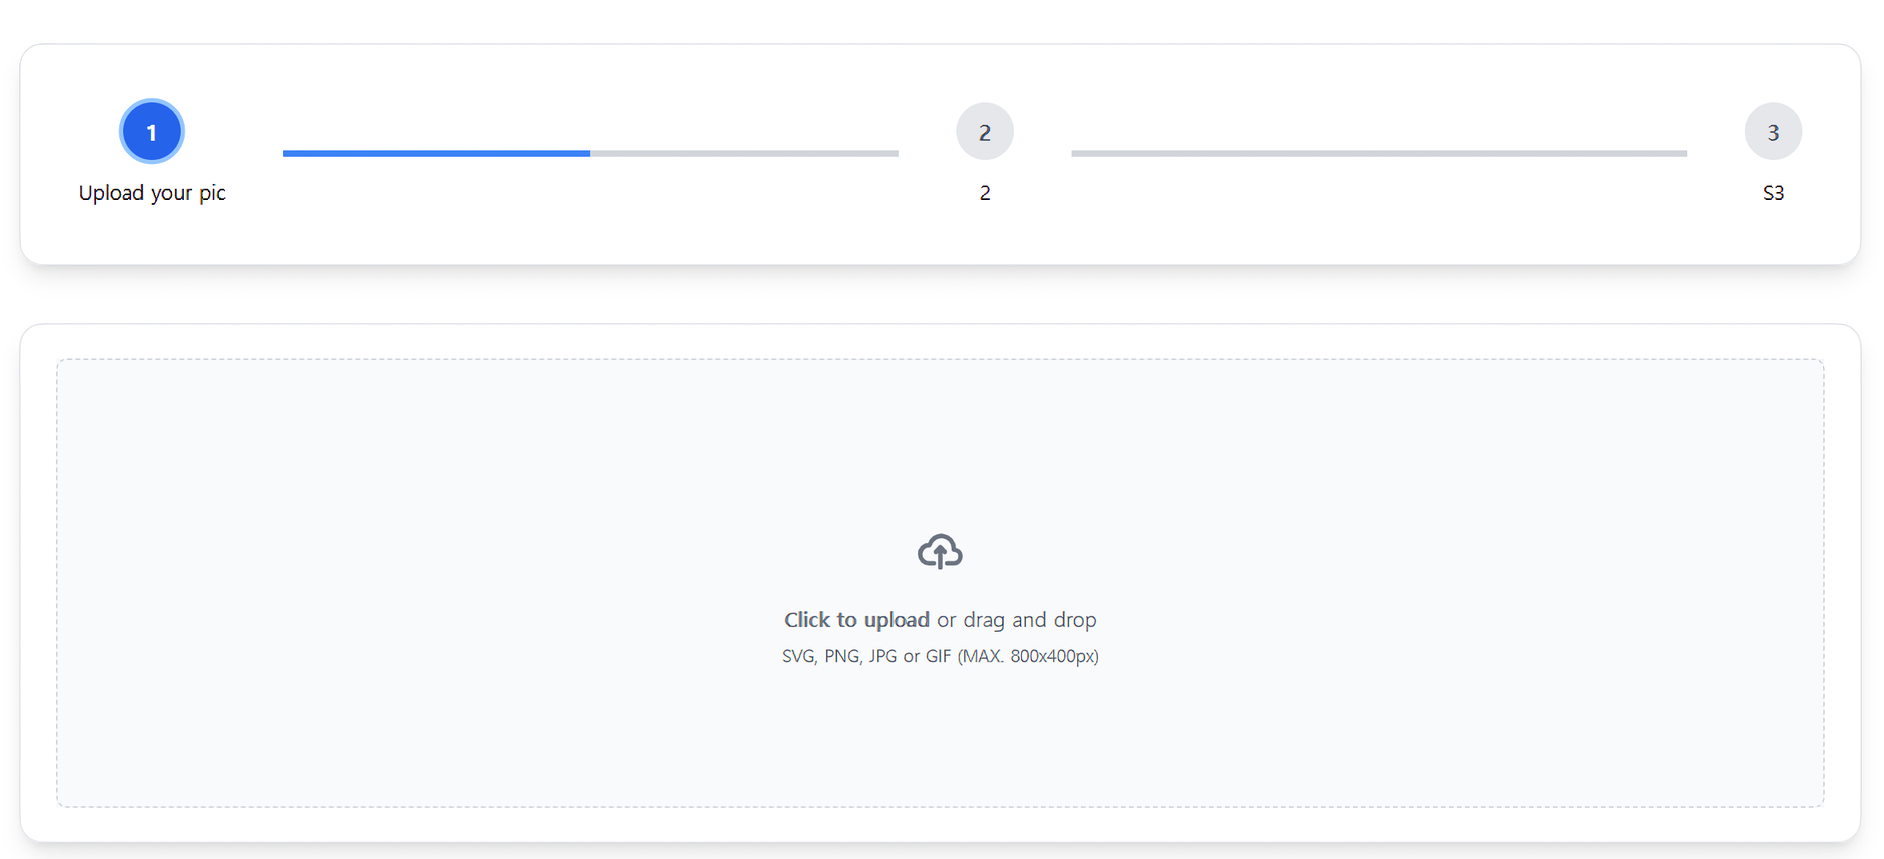 1
2
3
Upload your pic
2
S3
Click to upload or drag and drop
SVG, PNG, JPG or GIF (MAX. 800x400px)